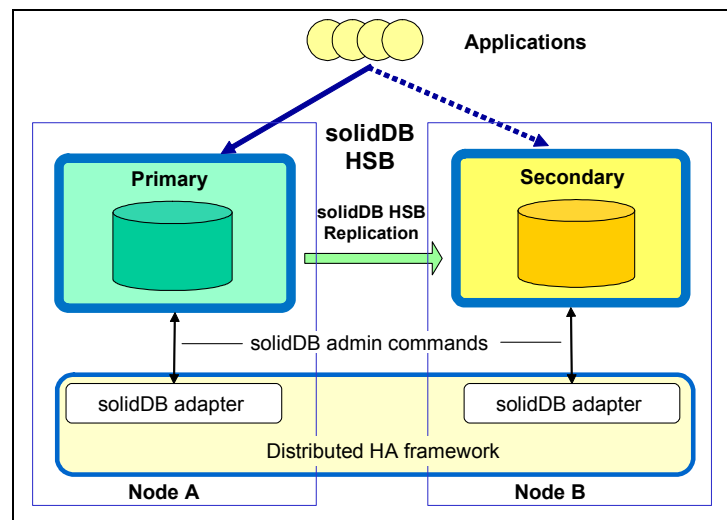 Applications
solidDB
HSB
Primary
Secondary
solidDB HSB
Replication
solidDB admin commands
solidDB adapter
solidDB adapter
Distributed HA framework
Node A
Node B